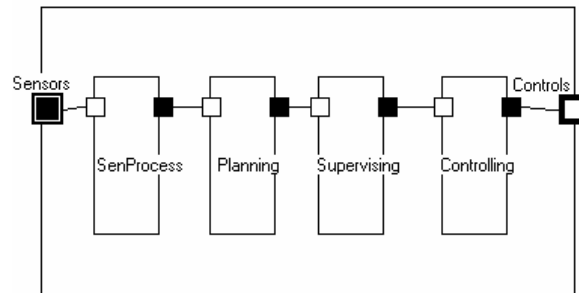 Sensors
Controls
SenProcess
Planning
Supervising
Controlling